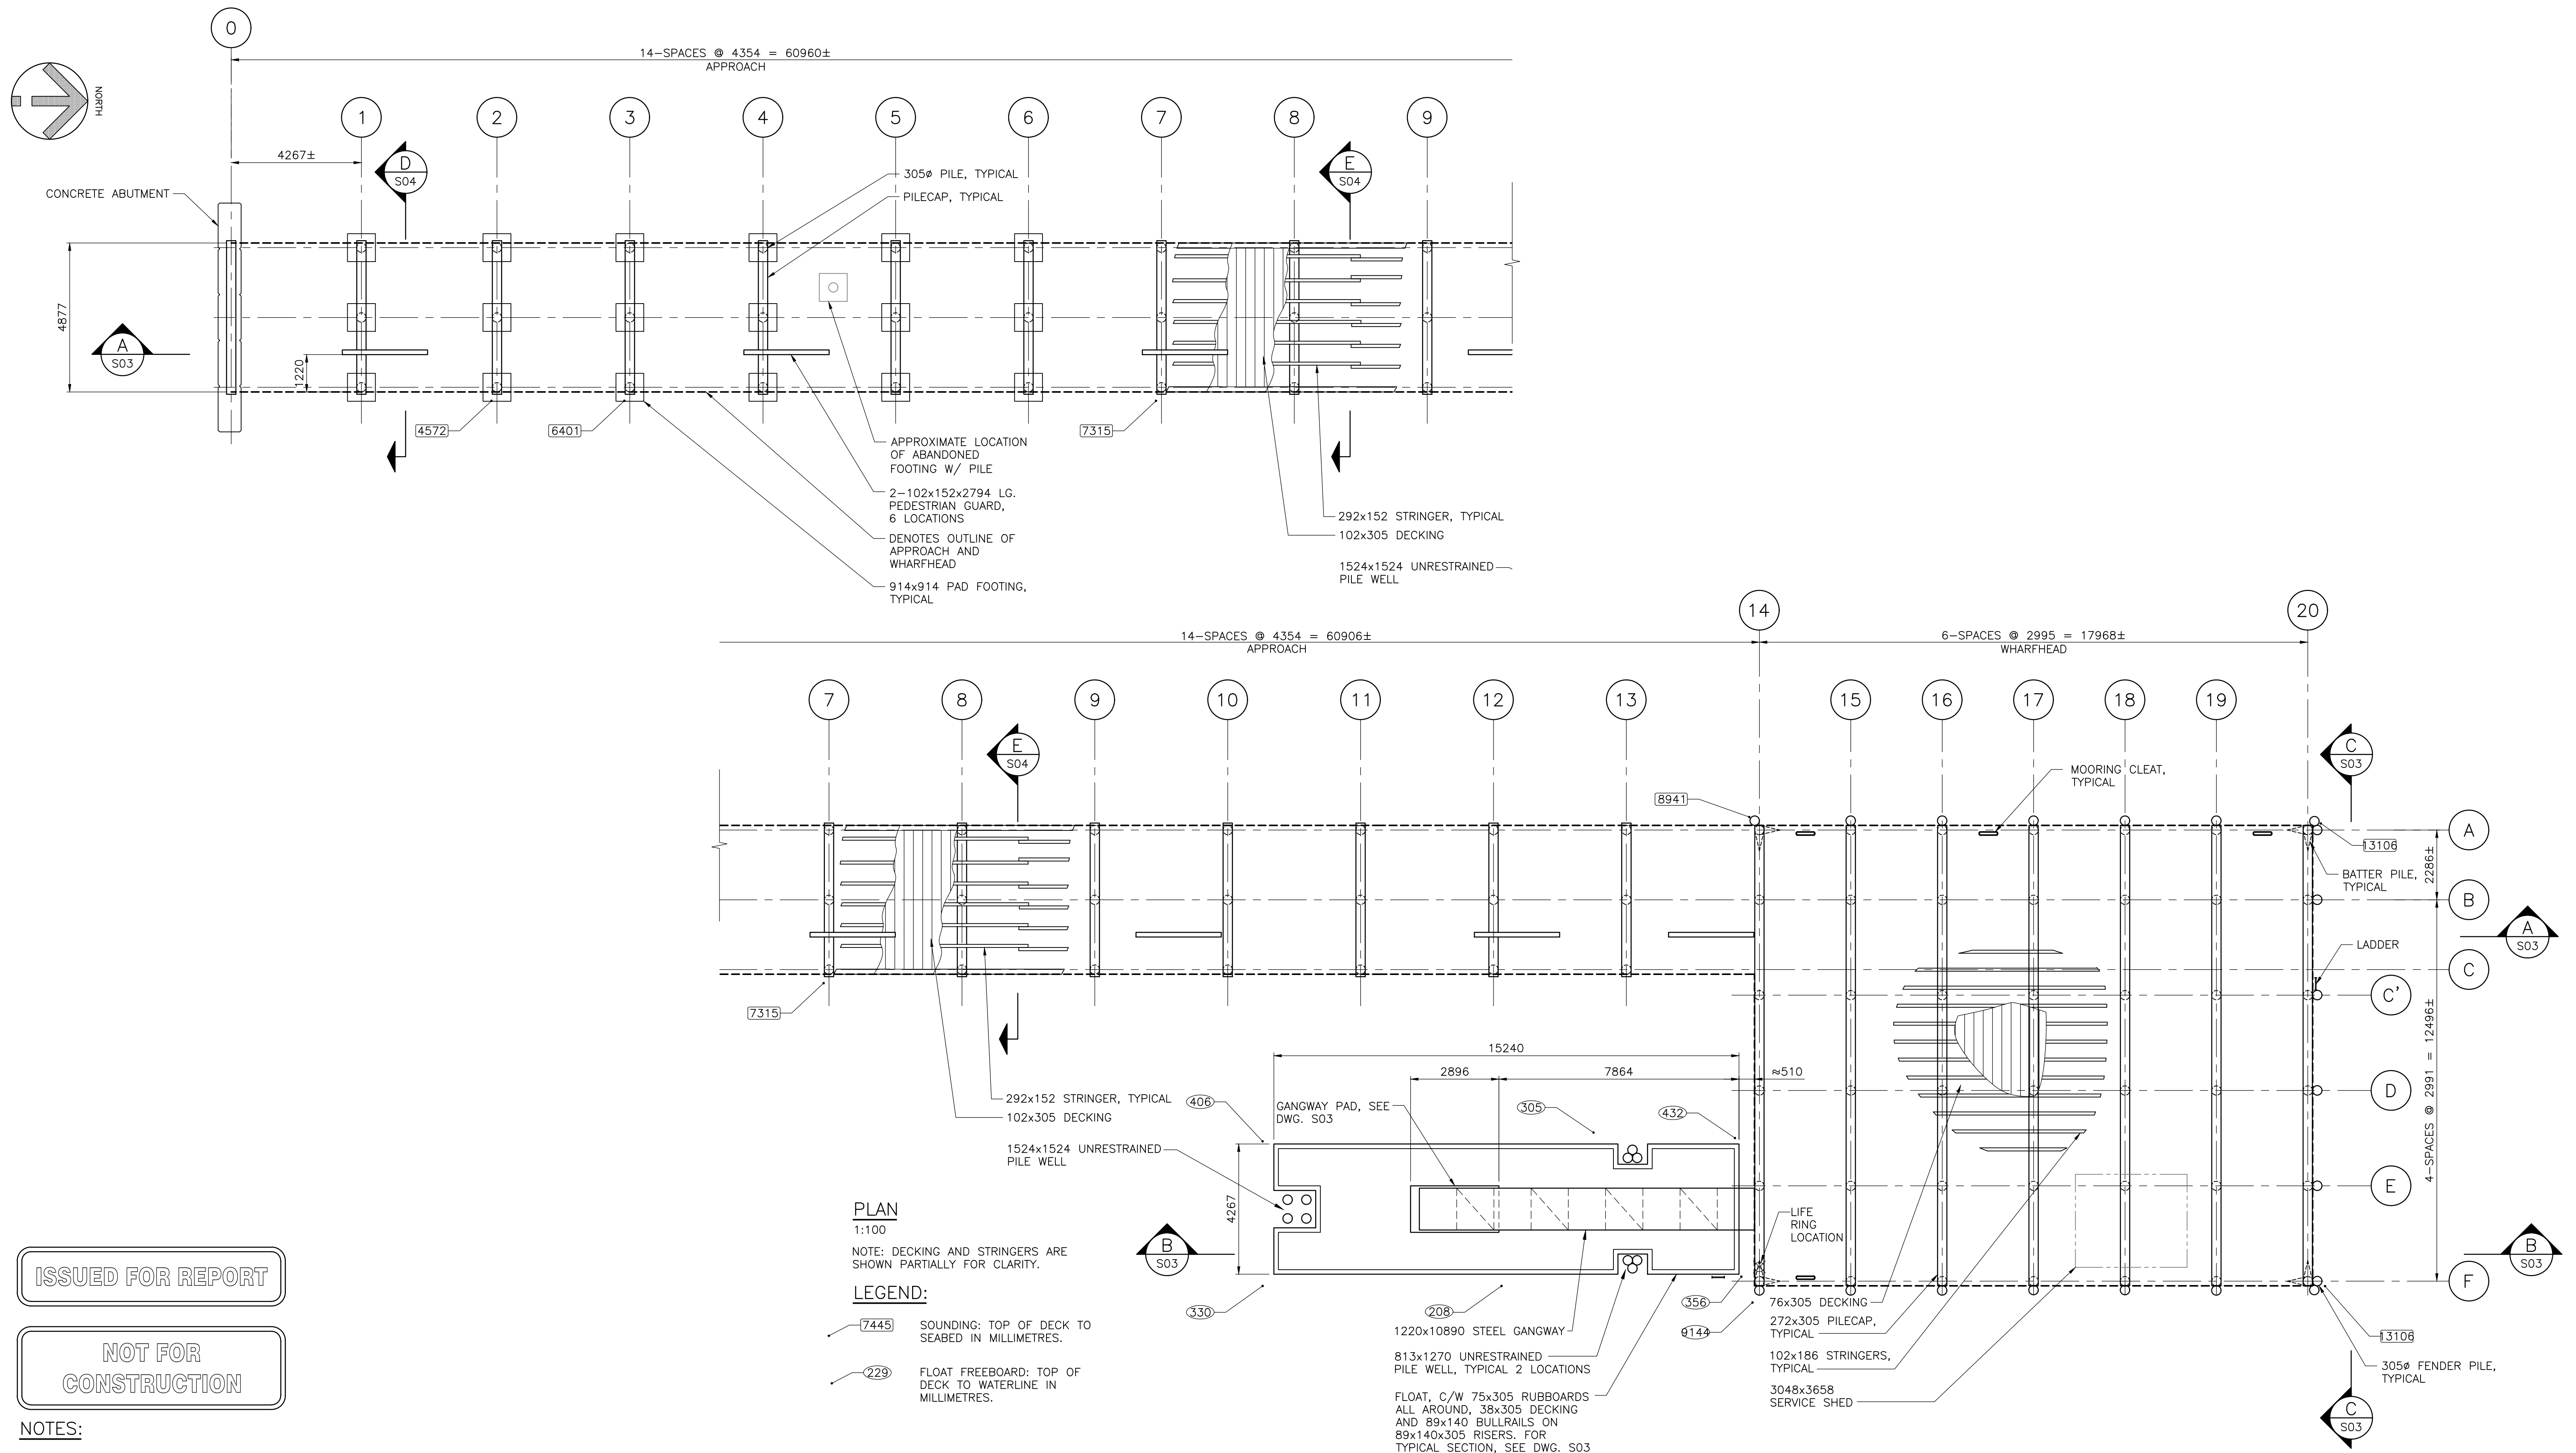 0
14-SPACES @ 4354 = 60960±
APPROACH
NORTH
1
2
3
4
5
6
7
8
9
4267±
D
S04
E
S04
CONCRETE ABUTMENT
305ø PILE, TYPICAL
PILECAP, TYPICAL
4877
A
S03
1220
4572
6401
7315
APPROXIMATE LOCATION
OF ABANDONED
FOOTING W/ PILE
2-102x152x2794 LG.
PEDESTRIAN GUARD,
6 LOCATIONS
DENOTES OUTLINE OF
APPROACH AND
WHARFHEAD
914x914 PAD FOOTING,
TYPICAL
292x152 STRINGER, TYPICAL
102x305 DECKING
1524x1524 UNRESTRAINED
PILE WELL
14
20
14-SPACES @ 4354 = 60906±
APPROACH
6-SPACES @ 2995 = 17968±
WHARFHEAD
7
8
9
10
11
12
13
15
16
17
18
19
E
S04
C
S03
MOORING CLEAT,
TYPICAL
8941
13106
BATTER PILE,
TYPICAL
2286±
A
B
C
C'
D
E
F
A
S03
LADDER
4-SPACES @ 2991 = 12496±
7315
15240
2896
7864
≈510
292x152 STRINGER, TYPICAL
102x305 DECKING
1524x1524 UNRESTRAINED
PILE WELL
406
GANGWAY PAD, SEE
DWG. S03
305
432
4267
B
S03
LIFE
RING
LOCATION
B
S03
330
208
356
9144
1220x10890 STEEL GANGWAY
813x1270 UNRESTRAINED
PILE WELL, TYPICAL 2 LOCATIONS
FLOAT, C/W 75x305 RUBBOARDS
ALL AROUND, 38x305 DECKING
AND 89x140 BULLRAILS ON
89x140x305 RISERS. FOR
TYPICAL SECTION, SEE DWG. S03
76x305 DECKING
272x305 PILECAP,
TYPICAL
102x186 STRINGERS,
TYPICAL
3048x3658
SERVICE SHED
13106
305ø FENDER PILE,
TYPICAL
C
S03
PLAN
1:100
NOTE: DECKING AND STRINGERS ARE
SHOWN PARTIALLY FOR CLARITY.
LEGEND:
7445
SOUNDING: TOP OF DECK TO
SEABED IN MILLIMETRES.
229
FLOAT FREEBOARD: TOP OF
DECK TO WATERLINE IN
MILLIMETRES.
ISSUED FOR REPORT
NOT FOR
CONSTRUCTION
NOTES: